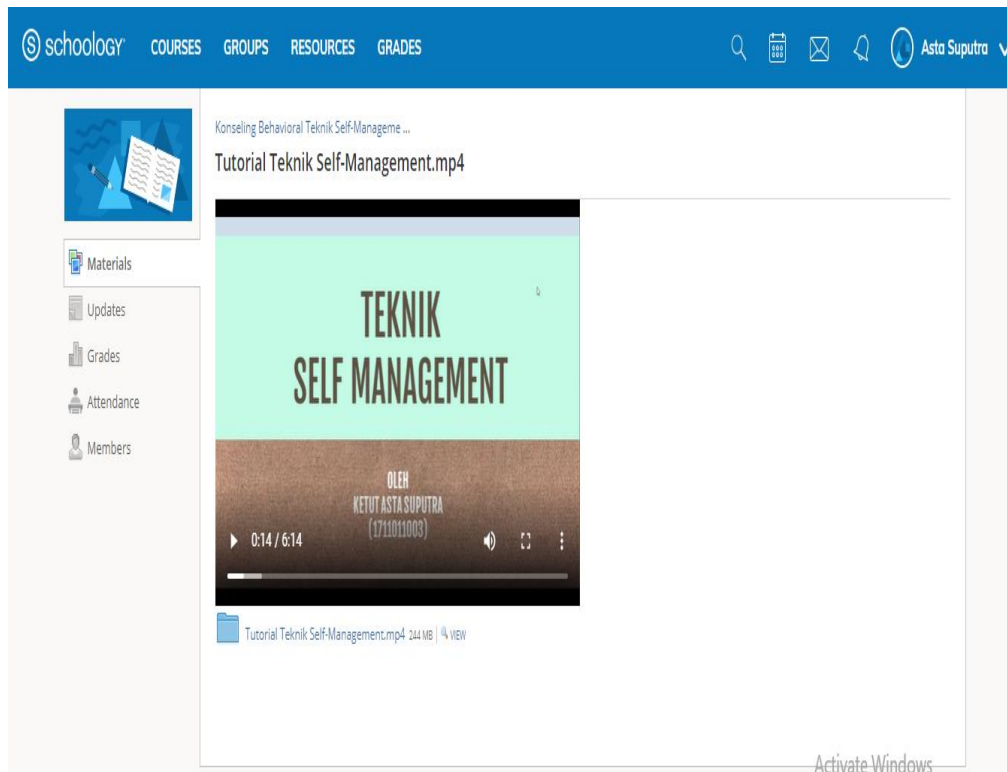 schoology COURSES GROUPS RESOURCES GRADES Asta Suputra
Konseling Behavioral Teknik Self-Manageme ...
Tutorial Teknik Self-Management.mp4
Materials
Updates
Grades
Attendance
Members
TEKNIK
SELF MANAGEMENT
OLEH
KETUT ASTA SUPUTRA
(1711011003)
0:14 / 6:14
Tutorial Teknik Self-Management.mp4 244 MB | VIEW
Activate Windows